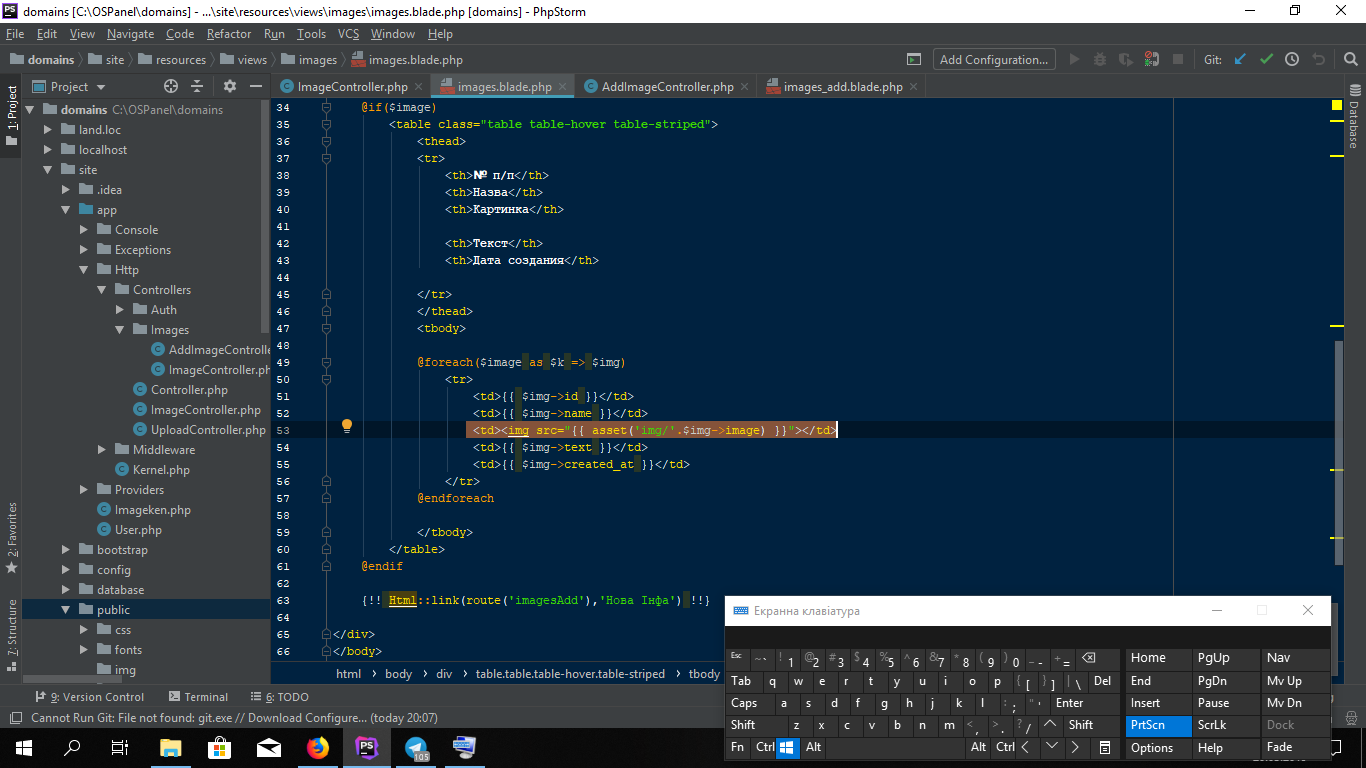 domains [C:\OSPanel\domains] - ...\site\resources\views\images\images.blade.php [domains] - PhpStorm
File Edit View Navigate Code Refactor Run Tools VCS Window Help
domains site resources views images images.blade.php Add Configuration... Git:
Project
ImageController.php images.blade.php AddImageController.php images_add.blade.php
1: Project
2: Favorites
7: Structure
Database
domains C:\OSPanel\domains
land.loc
localhost
site
.idea
app
Console
Exceptions
Http
Controllers
Auth
Images
AddImageControlle
ImageController.ph
Controller.php
ImageController.php
UploadController.php
Middleware
Kernel.php
Providers
Imageken.php
User.php
bootstrap
config
database
public
css
fonts
img
34 @if($image)
35 <table class="table table-hover table-striped">
36 <thead>
37 <tr>
38 <th>№ п/п</th>
39 <th>Назва</th>
40 <th>Картинка</th>
41
42 <th>Текст</th>
43 <th>Дата создания</th>
44
45 </tr>
46 </thead>
47 <tbody>
48
49 @foreach($image as $k => $img)
50 <tr>
51 <td>{{ $img->id }}</td>
52 <td>{{ $img->name }}</td>
53 <td><img src="{{ asset('img/'.$img->image) }}"></td>
54 <td>{{ $img->text }}</td>
55 <td>{{ $img->created_at }}</td>
56 </tr>
57 @endforeach
58
59 </tbody>
60 </table>
61 @endif
62
63 {!! Html::link(route('imagesAdd'),'Нова Інфа') !!}
64
65 </div>
66 </body>
html body div table.table.table-hover.table-striped tbody
9: Version Control Terminal 6: TODO
Cannot Run Git: File not found: git.exe // Download Configure... (today 20:07)
Екранна клавіатура
Esc ~ ` ! 1 @ 2 # 3 $ 4 % 5 ^ 6 & 7 * 8 ( 9 ) 0 _ - + = Home PgUp Nav
Tab q w e r t y u i o p { [ } ] | \ Del End PgDn Mv Up
Caps a s d f g h j k l : ; " ' Enter Insert Pause Mv Dn
Shift z x c v b n m < , > . ? / Shift PrtScn ScrLk Dock
Fn Ctrl Alt Alt Ctrl Options Help Fade
PS
105